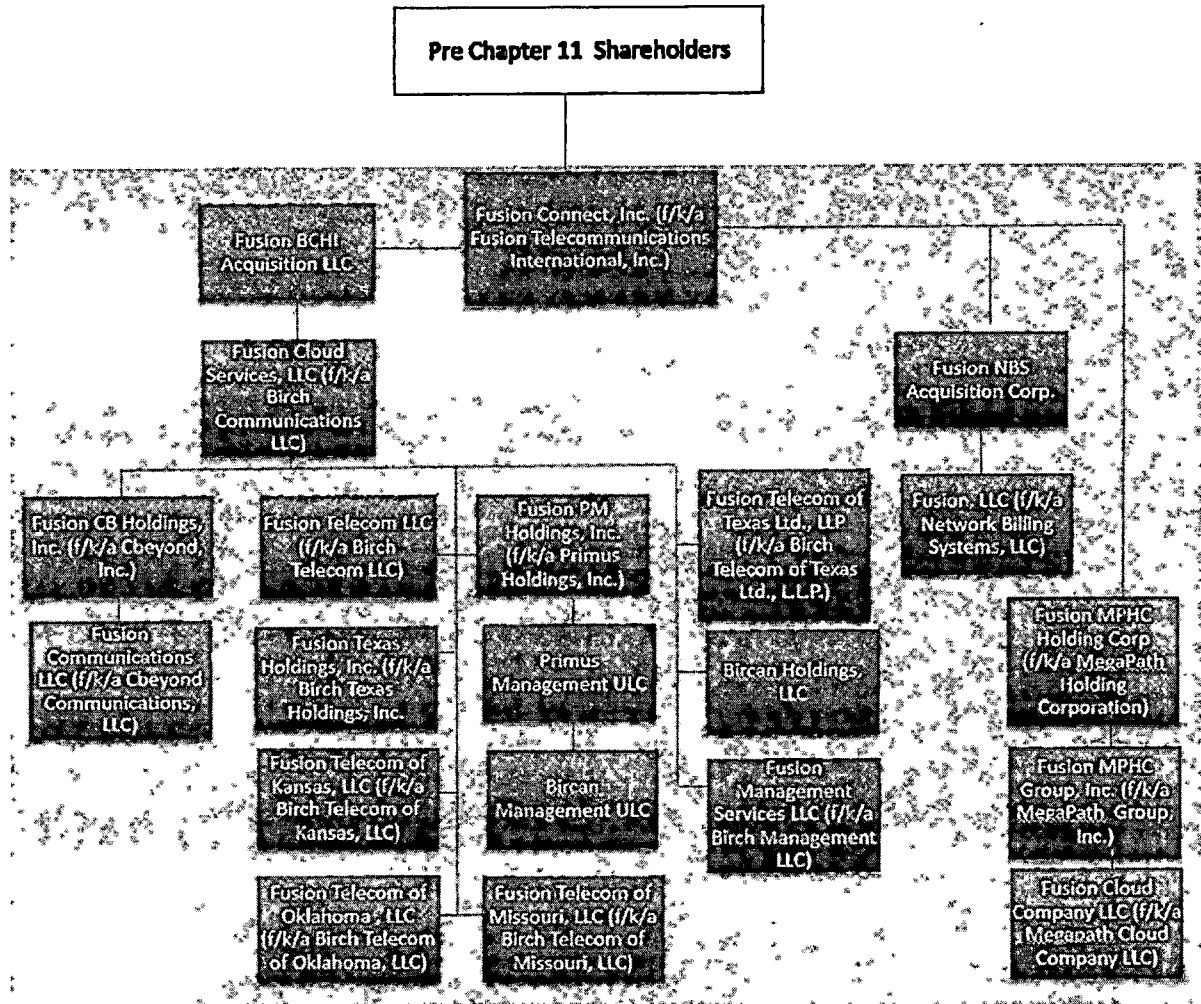 Pre Chapter 11 Shareholders
Fusion Connect, Inc. (f/k/a
Fusion Telecommunications
International, Inc.)
Fusion BCHI
Acquisition LLC
Fusion Cloud
Services, LLC (f/k/a
Birch
Communications
LLC)
Fusion NBS
Acquisition Corp.
Fusion CB Holdings,
Inc. (f/k/a Cbeyond,
Inc.)
Fusion Telecom LLC
(f/k/a Birch
Telecom LLC)
Fusion PM
Holdings, Inc.
(f/k/a Primus
Holdings, Inc.)
Fusion Telecom of
Texas Ltd., LLP
(f/k/a Birch
Telecom of Texas
Ltd., L.L.P.)
Fusion, LLC (f/k/a
Network Billing
Systems, LLC)
Fusion
Communications
LLC (f/k/a Cbeyond
Communications,
LLC)
Fusion Texas
Holdings, Inc. (f/k/a
Birch Texas
Holdings, Inc.
Primus
Management ULC
Bircan Holdings,
LLC
Fusion MPHC
Holding Corp
(f/k/a MegaPath
Holding
Corporation)
Fusion Telecom of
Kansas, LLC (f/k/a
Birch Telecom of
Kansas, LLC)
Bircan
Management ULC
Fusion
Management
Services LLC (f/k/a
Birch Management
LLC)
Fusion MPHC
Group, Inc. (f/k/a
MegaPath Group,
Inc.)
Fusion Telecom of
Oklahoma, LLC
(f/k/a Birch Telecom
of Oklahoma, LLC)
Fusion Telecom of
Missouri, LLC (f/k/a
Birch Telecom of
Missouri, LLC)
Fusion Cloud
Company LLC (f/k/a
Megapath Cloud
Company LLC)